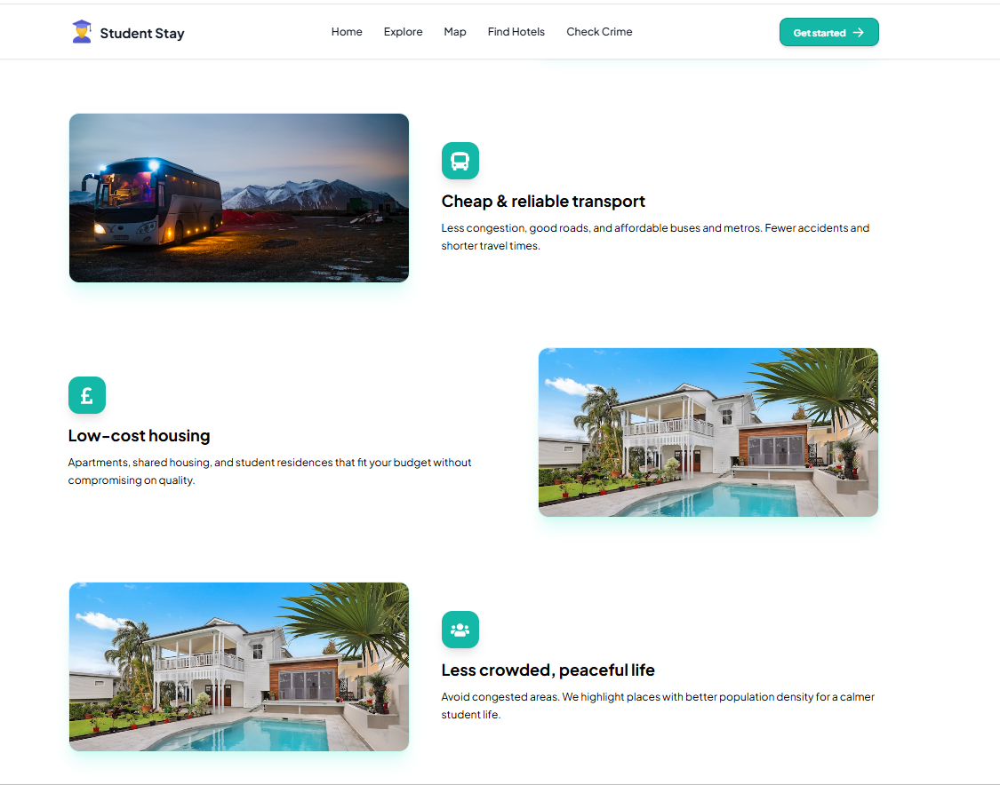 Student Stay
Home
Explore
Map
Find Hotels
Check Crime
Get started
Cheap & reliable transport
Less congestion, good roads, and affordable buses and metros. Fewer accidents and
shorter travel times.
£
Low-cost housing
Apartments, shared housing, and student residences that fit your budget without
compromising on quality.
Less crowded, peaceful life
Avoid congested areas. We highlight places with better population density for a calmer
student life.